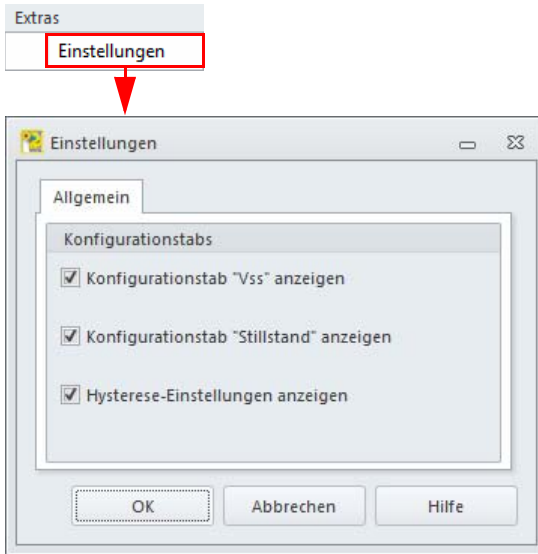 Extras
Einstellungen
Einstellungen
Allgemein
Konfigurationstabs
Konfigurationstab "Vss" anzeigen
Konfigurationstab "Stillstand" anzeigen
Hysterese-Einstellungen anzeigen
OK Abbrechen Hilfe